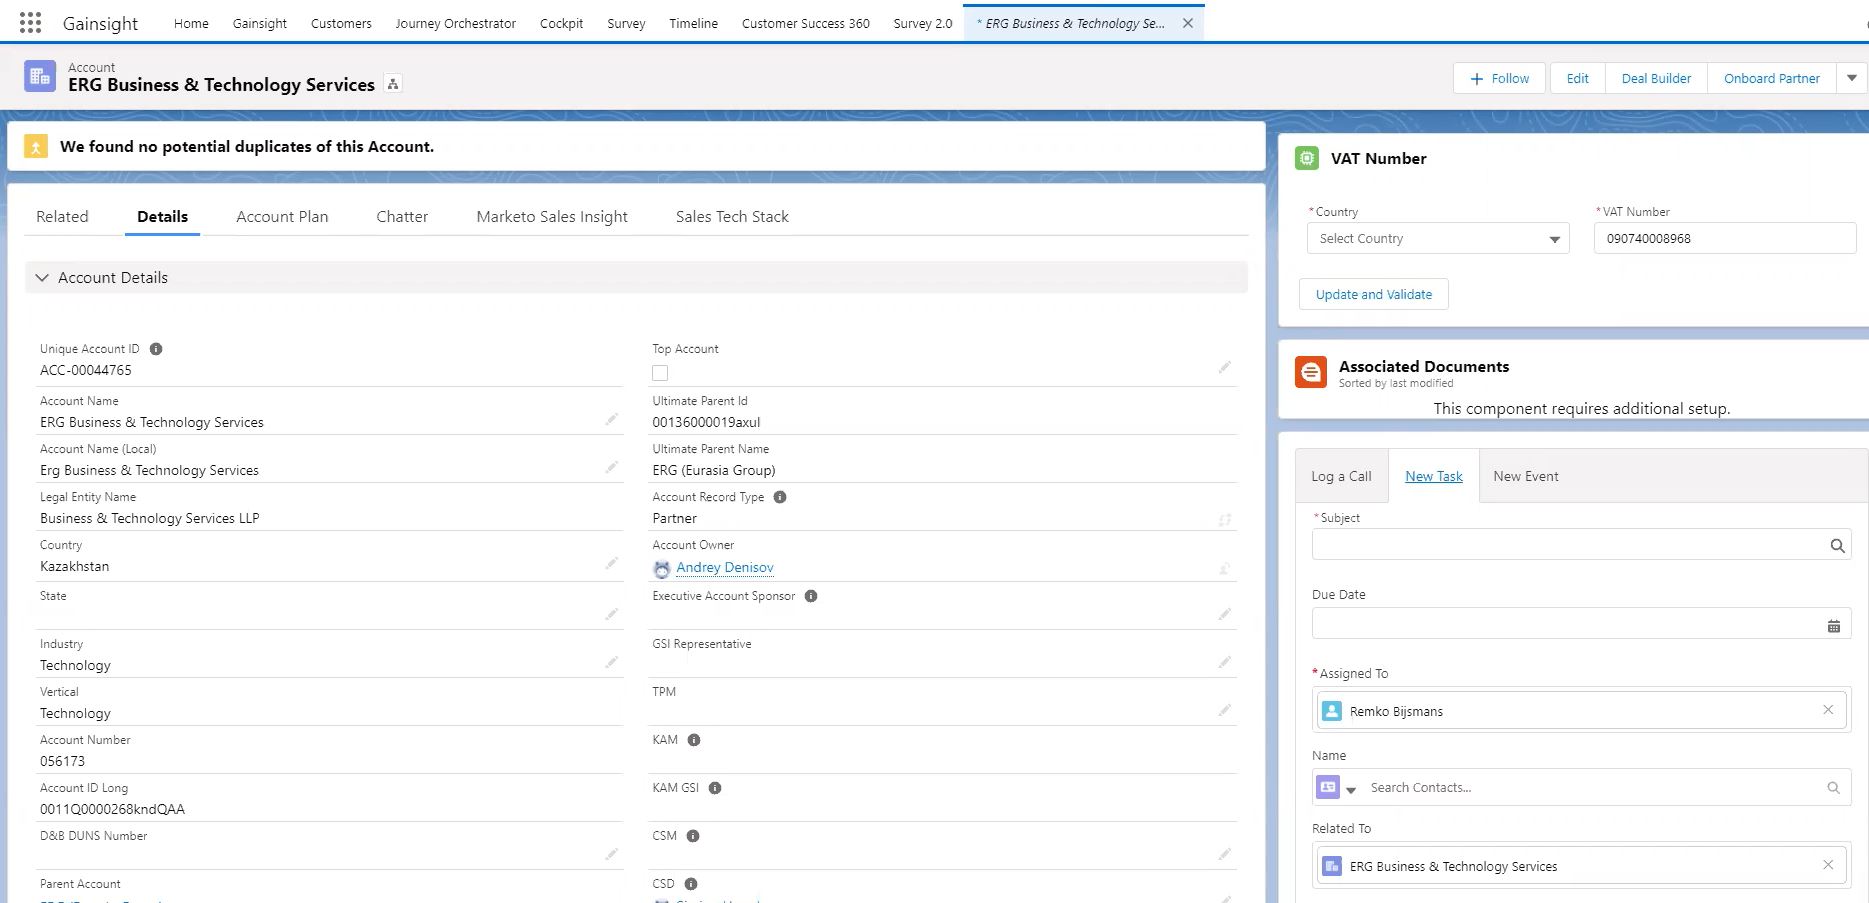 Gainsight
Home
Gainsight
Customers
Journey Orchestrator
Cockpit
Survey
Timeline
Customer Success 360
Survey 2.0
* ERG Business & Technology Se...
Account
ERG Business & Technology Services
Follow
Edit
Deal Builder
Onboard Partner
We found no potential duplicates of this Account.
Related
Details
Account Plan
Chatter
Marketo Sales Insight
Sales Tech Stack
Account Details
Unique Account ID
ACC-00044765
Account Name
ERG Business & Technology Services
Account Name (Local)
Erg Business & Technology Services
Legal Entity Name
Business & Technology Services LLP
Country
Kazakhstan
State
Industry
Technology
Vertical
Technology
Account Number
056173
Account ID Long
0011Q0000268kndQAA
D&B DUNS Number
Parent Account
Top Account
Ultimate Parent Id
00136000019axul
Ultimate Parent Name
ERG (Eurasia Group)
Account Record Type
Partner
Account Owner
Andrey Denisov
Executive Account Sponsor
GSI Representative
TPM
KAM
KAM GSI
CSM
CSD
VAT Number
* Country
Select Country
* VAT Number
090740008968
Update and Validate
Associated Documents
Sorted by last modified
This component requires additional setup.
Log a Call
New Task
New Event
* Subject
Due Date
* Assigned To
Remko Bijsmans
Name
Search Contacts...
Related To
ERG Business & Technology Services